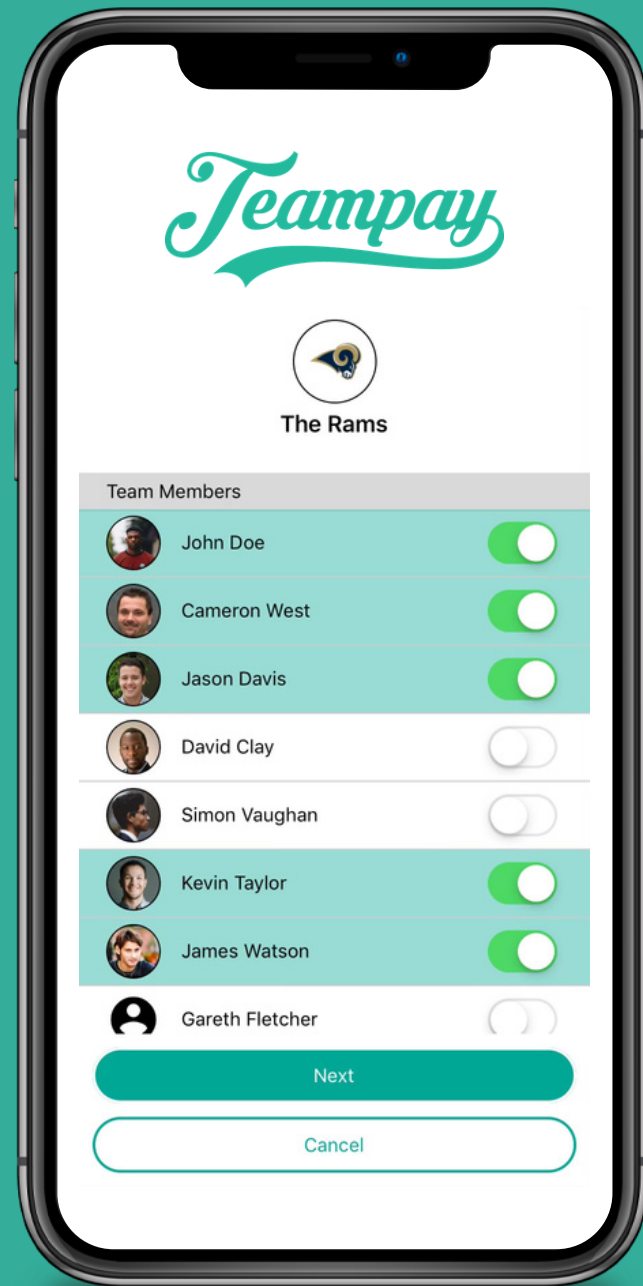 Teampay
The Rams
Team Members
John Doe
Cameron West
Jason Davis
David Clay
Simon Vaughan
Kevin Taylor
James Watson
Gareth Fletcher
Next
Cancel